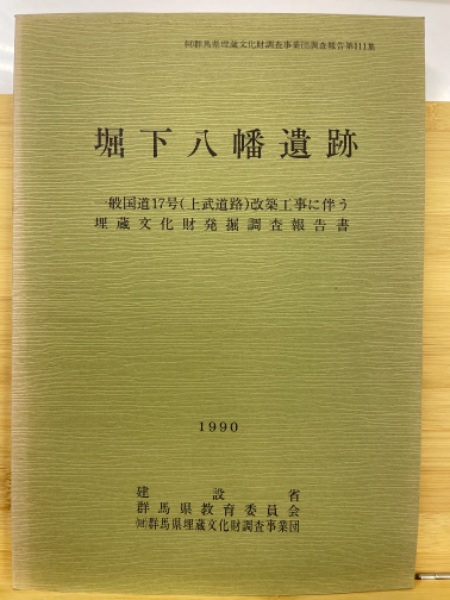 ㈶群馬県埋蔵文化財調査事業団調査報告第111集
堀下八幡遺跡
一般国道17号(上武道路)改築工事に伴う
埋蔵文化財発掘調査報告書
1990
建設省
群馬県教育委員会
㈶群馬県埋蔵文化財調査事業団